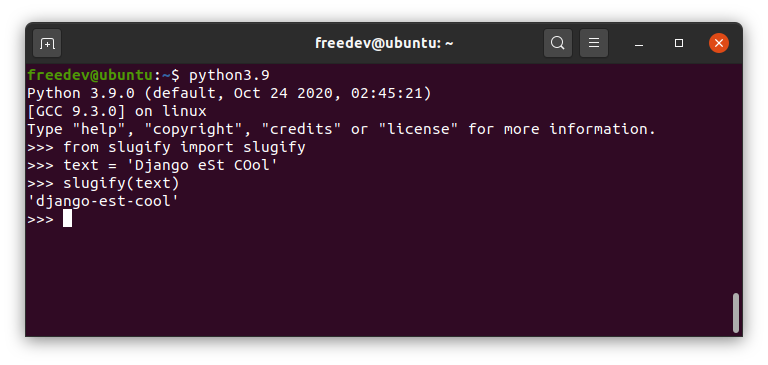 freedev@ubuntu: ~
freedev@ubuntu:~$ python3.9
Python 3.9.0 (default, Oct 24 2020, 02:45:21)
[GCC 9.3.0] on linux
Type "help", "copyright", "credits" or "license" for more information.
>>> from slugify import slugify
>>> text = 'Django eSt COol'
>>> slugify(text)
'django-est-cool'
>>>